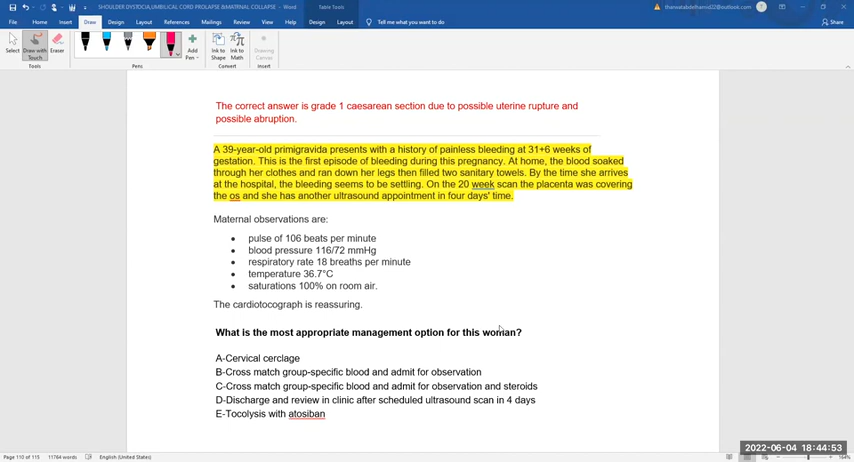 SHOULDER DYSTOCIA,UMBILICAL CORD PROLAPSE &MATERNAL COLLAPSE - Word
Table Tools
tharwatabdelhamid22@outlook.com
File Home Insert Draw Design Layout References Mailings Review View Help Design Layout Tell me what you want to do Share
Select Draw with Touch Eraser Add Pen Ink to Shape Ink to Math Drawing Canvas
Tools Pens Convert Insert
The correct answer is grade 1 caesarean section due to possible uterine rupture and
possible abruption.
A 39-year-old primigravida presents with a history of painless bleeding at 31+6 weeks of
gestation. This is the first episode of bleeding during this pregnancy. At home, the blood soaked
through her clothes and ran down her legs then filled two sanitary towels. By the time she arrives
at the hospital, the bleeding seems to be settling. On the 20 week scan the placenta was covering
the os and she has another ultrasound appointment in four days' time.
Maternal observations are:
• pulse of 106 beats per minute
• blood pressure 116/72 mmHg
• respiratory rate 18 breaths per minute
• temperature 36.7°C
• saturations 100% on room air.
The cardiotocograph is reassuring.
What is the most appropriate management option for this woman?
A-Cervical cerclage
B-Cross match group-specific blood and admit for observation
C-Cross match group-specific blood and admit for observation and steroids
D-Discharge and review in clinic after scheduled ultrasound scan in 4 days
E-Tocolysis with atosiban
2022-06-04 18:44:53
Page 110 of 115 11764 words English (United States) 164%